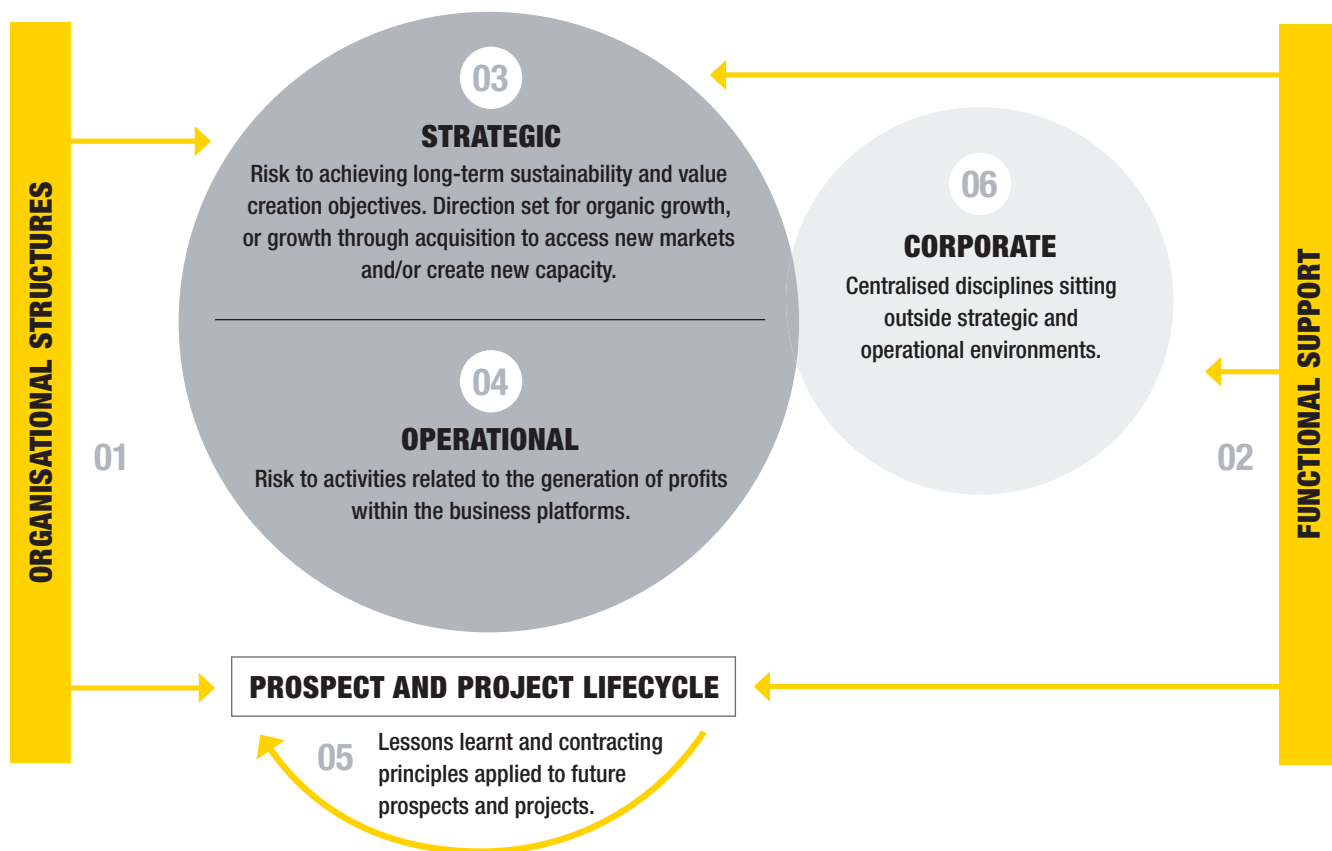 ORGANISATIONAL STRUCTURES
01
03
STRATEGIC
Risk to achieving long-term sustainability and value
creation objectives. Direction set for organic growth,
or growth through acquisition to access new markets
and/or create new capacity.
04
OPERATIONAL
Risk to activities related to the generation of profits
within the business platforms.
06
CORPORATE
Centralised disciplines sitting
outside strategic and
operational environments.
02
FUNCTIONAL SUPPORT
PROSPECT AND PROJECT LIFECYCLE
05
Lessons learnt and contracting
principles applied to future
prospects and projects.